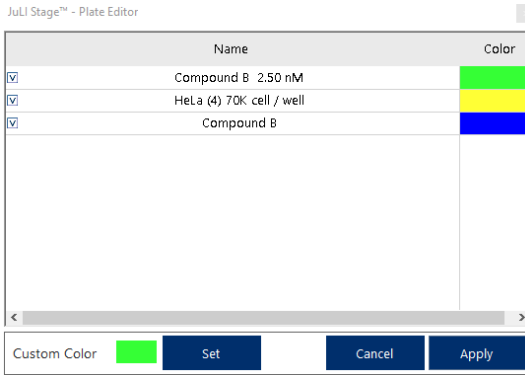 JuLI Stage™ - Plate Editor
Name Color
Compound B 2.50 nM
HeLa (4) 70K cell / well
Compound B
Custom Color Set Cancel Apply